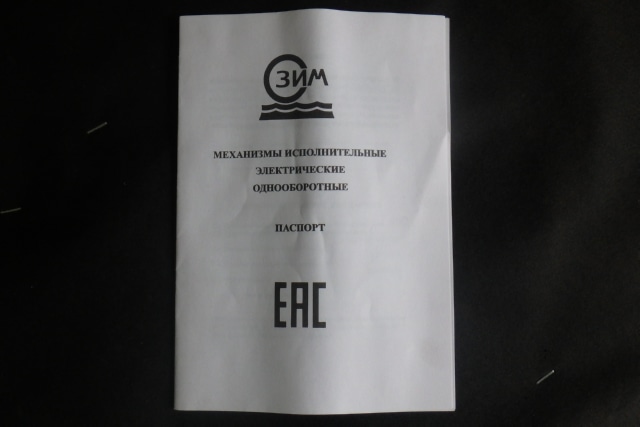 ЗИМ
МЕХАНИЗМЫ ИСПОЛНИТЕЛЬНЫЕ
ЭЛЕКТРИЧЕСКИЕ
ОДНООБОРОТНЫЕ
ПАСПОРТ
EAC